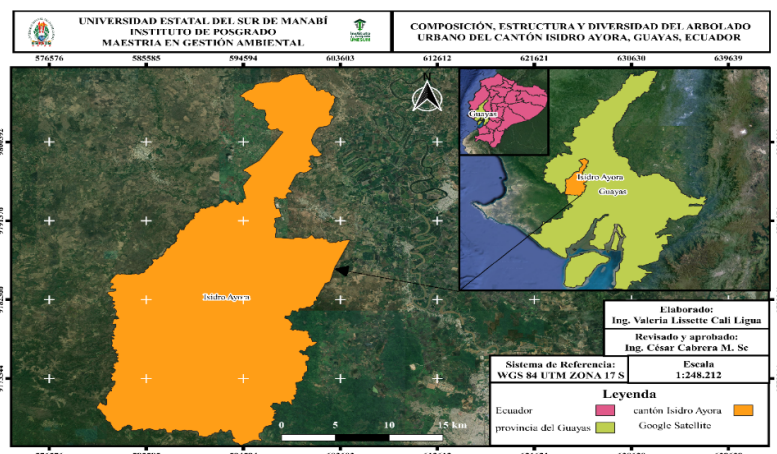 UNIVERSIDAD ESTATAL DEL SUR DE MANABÍ
INSTITUTO DE POSGRADO
MAESTRIA EN GESTIÓN AMBIENTAL
COMPOSICIÓN, ESTRUCTURA Y DIVERSIDAD DEL ARBOLADO
URBANO DEL CANTÓN ISIDRO AYORA, GUAYAS, ECUADOR
576576 585585 594594 603603 612612 621621 630630 639639
N
Guayas
Isidro Ayora
Guayas
Isidro Ayora
Elaborado:
Ing. Valeria Lissette Cali Ligua
Revisado y aprobado:
Ing. César Cabrera M. Sc
Sistema de Referencia:
WGS 84 UTM ZONA 17 S
Escala
1:248.212
Leyenda
Ecuador
cantón Isidro Ayora
provincia del Guayas
Google Satellite
0 5 10 15 km